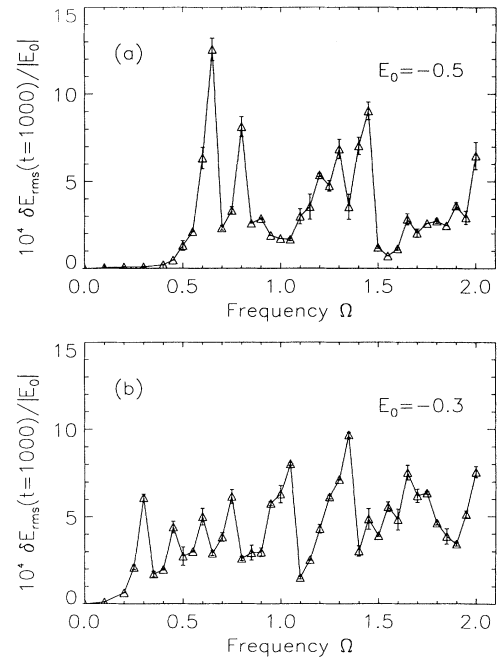 15
(a)
E₀=−0.5
10
10⁴ δE_rms(t=1000)/|E₀|
5
0
0.0 0.5 1.0 1.5 2.0
Frequency Ω
15
(b)
E₀=−0.3
10
10⁴ δE_rms(t=1000)/|E₀|
5
0
0.0 0.5 1.0 1.5 2.0
Frequency Ω